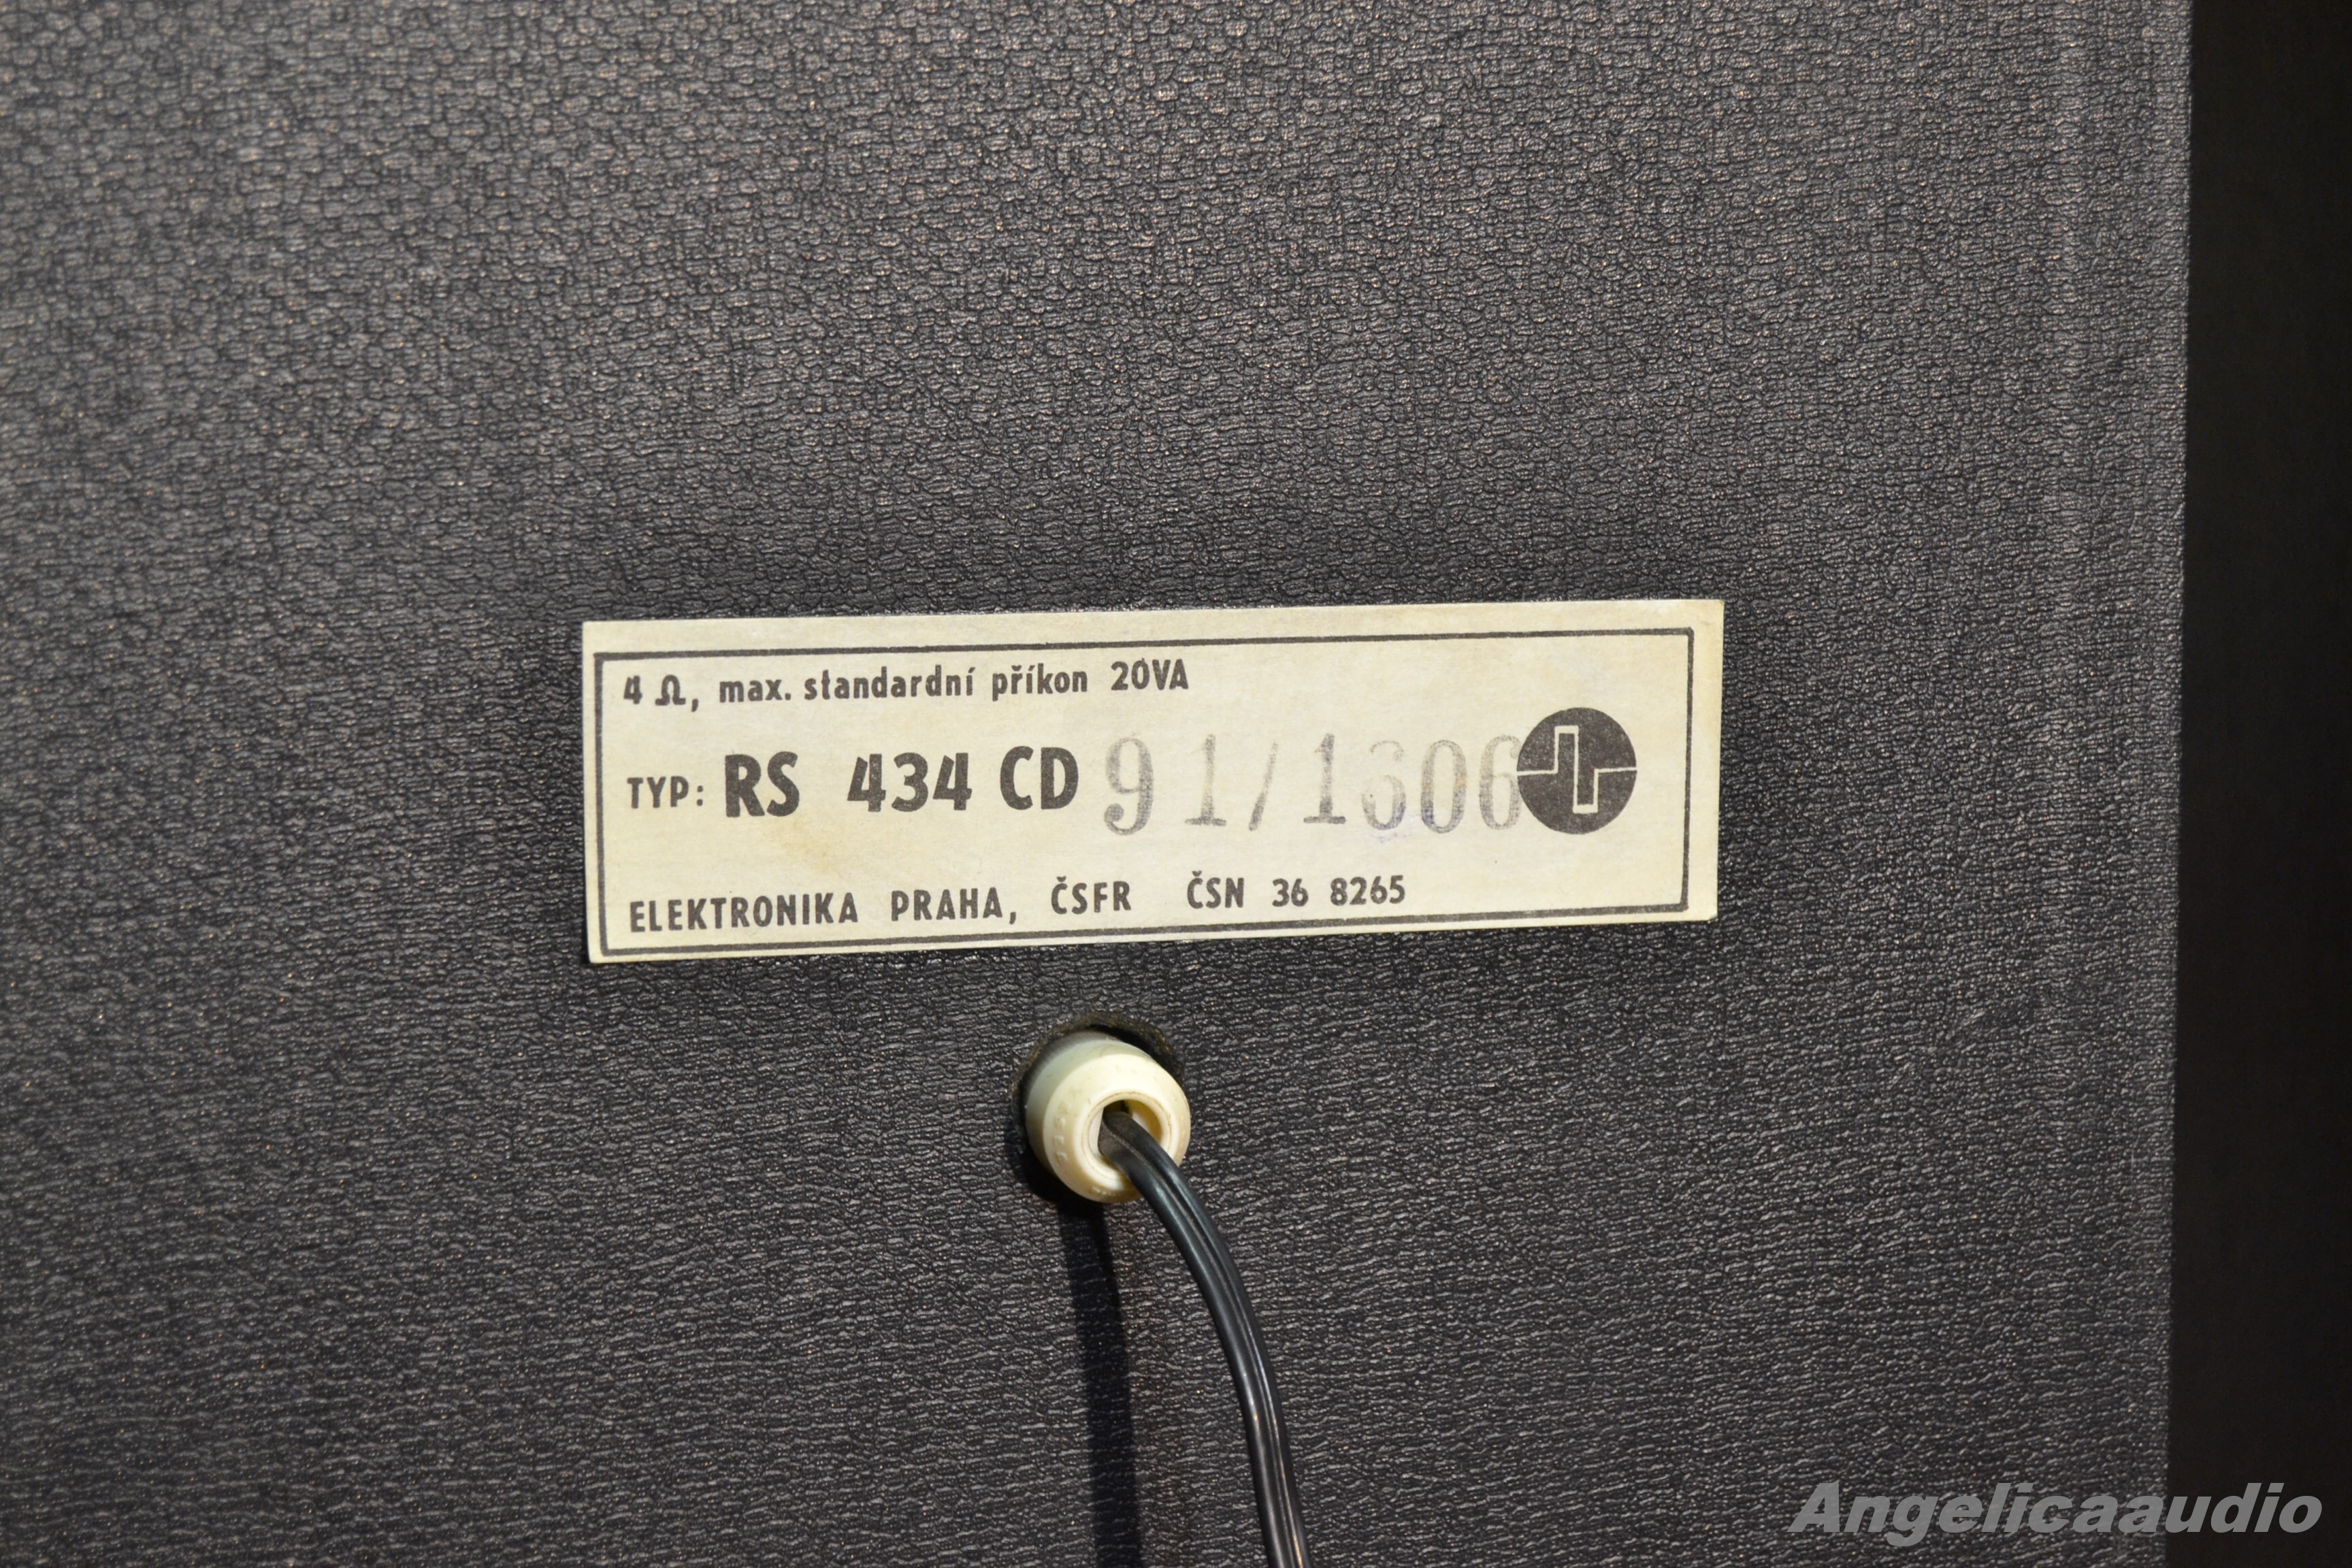 4 Ω, max. standardní příkon 20VA
TYP: RS 434 CD 91/1606
ELEKTRONIKA PRAHA, ČSFR ČSN 36 8265
Angelicaaudio